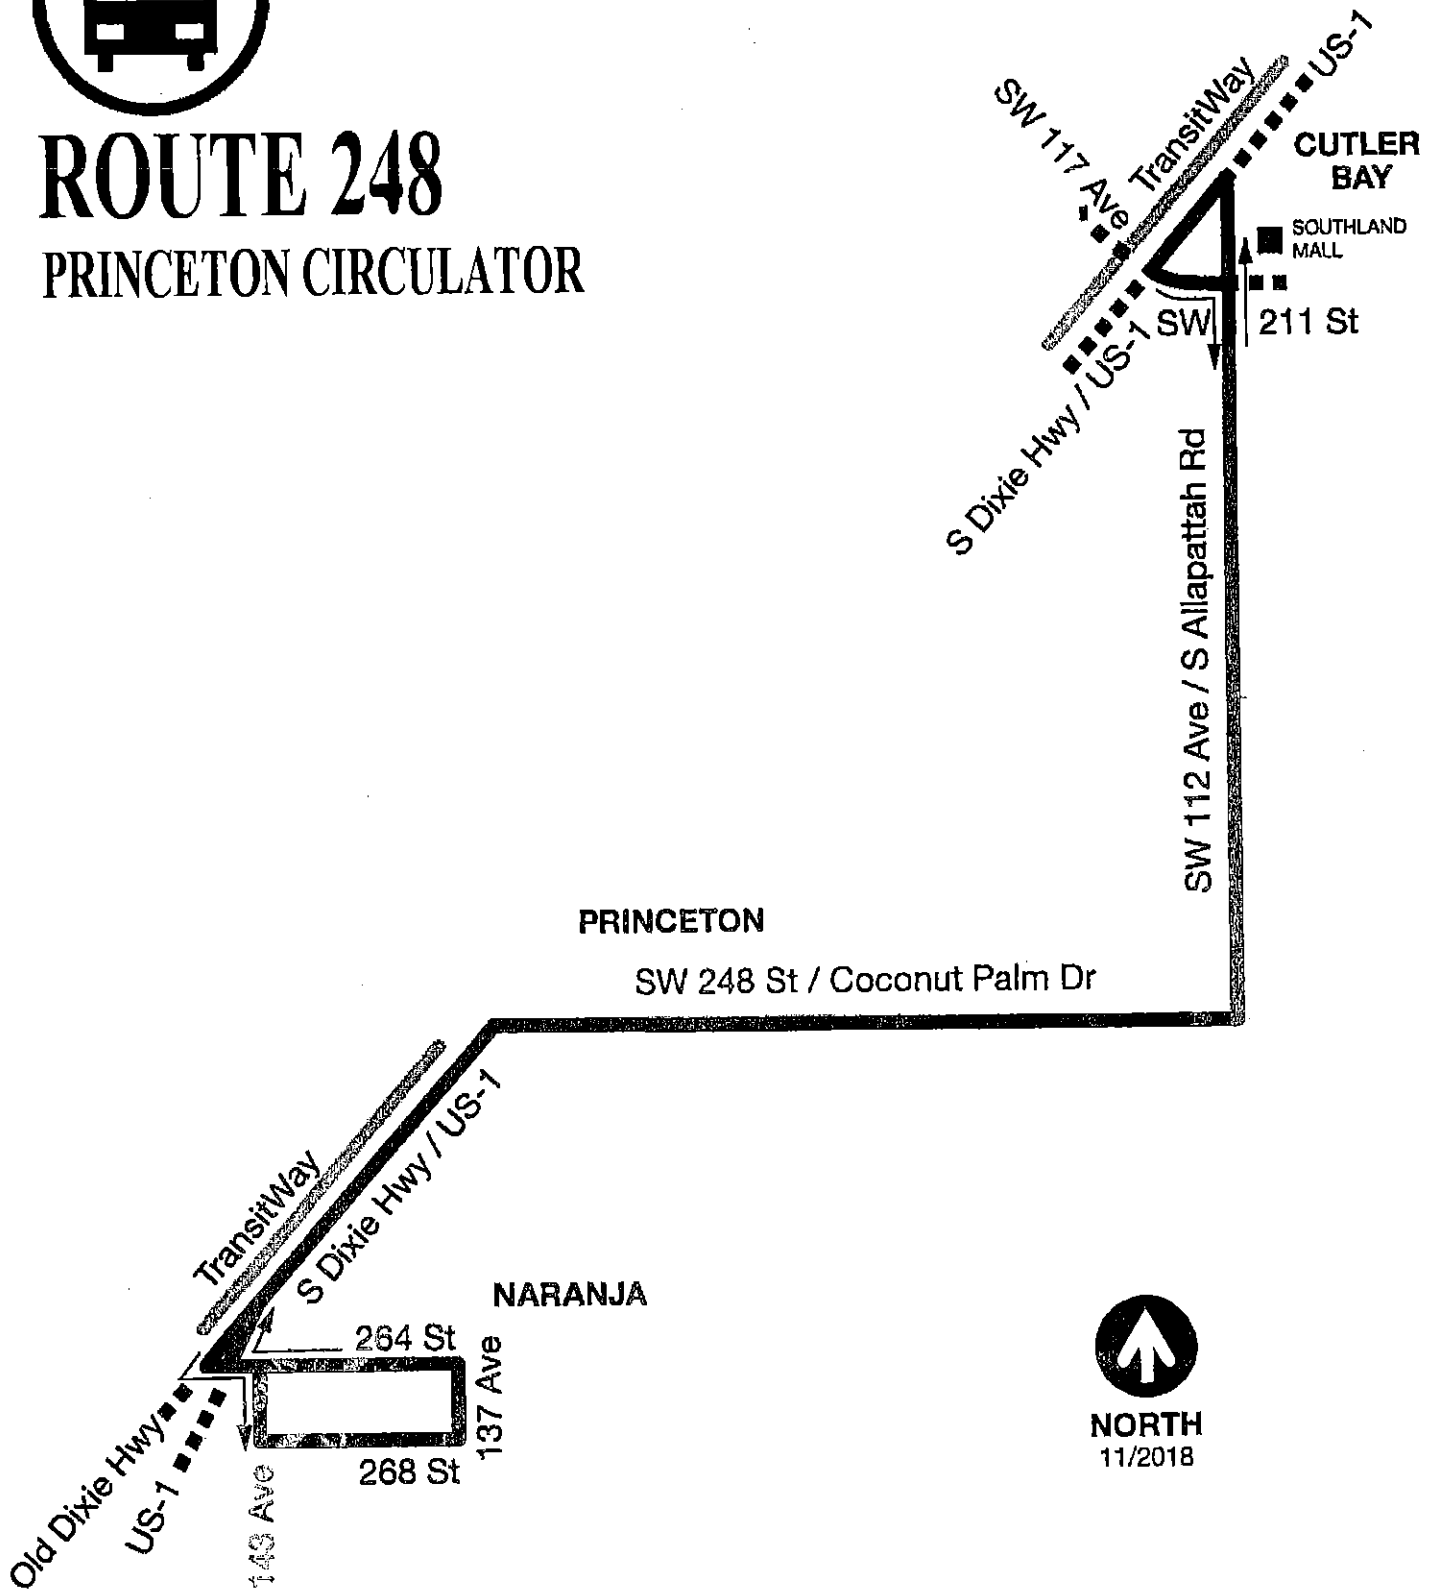 ROUTE 248
PRINCETON CIRCULATOR
US-1
TransitWay
SW 117 Ave
CUTLER
BAY
SOUTHLAND
MALL
SW 211 St
S Dixie Hwy / US-1
SW 112 Ave / S Allapattah Rd
PRINCETON
SW 248 St / Coconut Palm Dr
TransitWay
S Dixie Hwy / US-1
NARANJA
264 St
137 Ave
268 St
143 Ave
Old Dixie Hwy
US-1
NORTH
11/2018